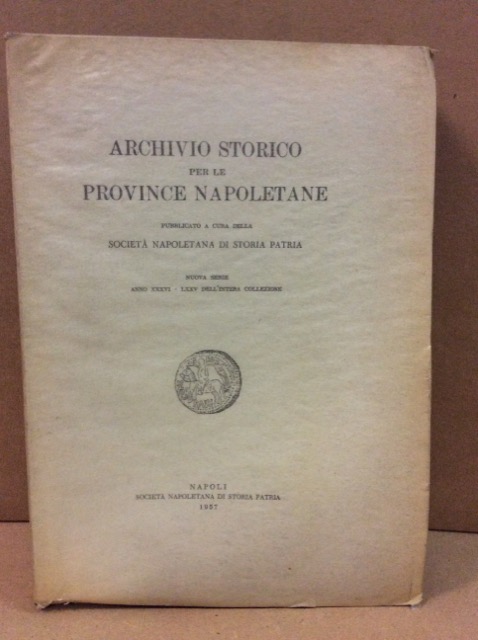 ARCHIVIO STORICO
PER LE
PROVINCE NAPOLETANE
PUBBLICATO A CURA DELLA
SOCIETÀ NAPOLETANA DI STORIA PATRIA
NUOVA SERIE
ANNO XXXVI - LXXV DELL'INTERA COLLEZIONE
NAPOLI
SOCIETÀ NAPOLETANA DI STORIA PATRIA
1957